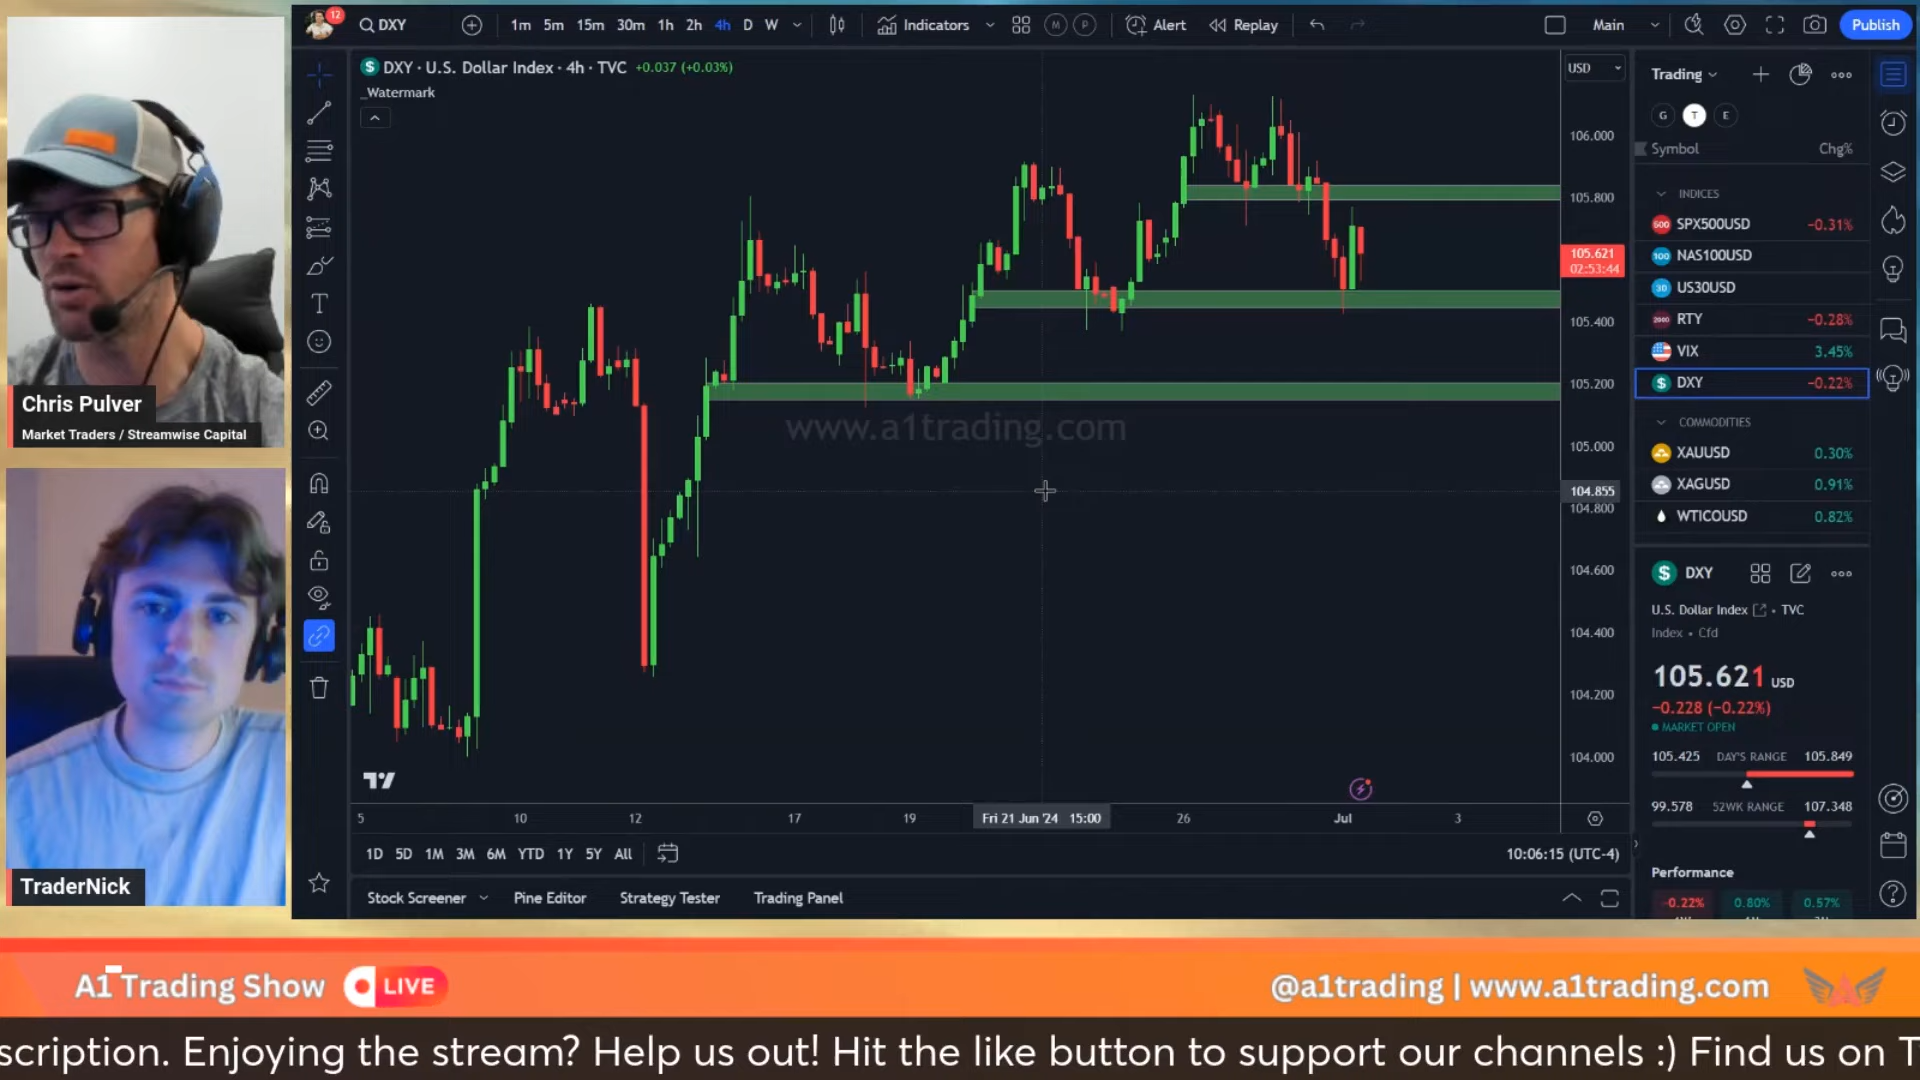 12
DXY
1m 5m 15m 30m 1h 2h 4h D W
Indicators
M P
Alert
Replay
Main
Publish
$ DXY · U.S. Dollar Index · 4h · TVC +0.037 (+0.03%)
_Watermark
USD
106.000
105.800
105.621
02:53:44
105.400
105.200
105.000
104.855
104.800
104.600
104.400
104.200
104.000
www.a1trading.com
5 10 12 17 19 Fri 21 Jun '24 15:00 26 Jul 3
1D 5D 1M 3M 6M YTD 1Y 5Y All
10:06:15 (UTC-4)
Stock Screener Pine Editor Strategy Tester Trading Panel
Trading
G T E
Symbol Chg%
INDICES
500 SPX500USD −0.31%
100 NAS100USD
30 US30USD
2000 RTY −0.28%
VIX 3.45%
$ DXY −0.22%
COMMODITIES
XAUUSD 0.30%
XAGUSD 0.91%
WTICOUSD 0.82%
$ DXY
U.S. Dollar Index • TVC
Index • Cfd
105.621 USD
−0.228 (−0.22%)
MARKET OPEN
105.425 DAY'S RANGE 105.849
99.578 52WK RANGE 107.348
Performance
-0.22% 0.80% 0.57%
Chris Pulver
Market Traders / Streamwise Capital
TraderNick
A1 Trading Show
LIVE
@a1trading | www.a1trading.com
scription. Enjoying the stream? Help us out! Hit the like button to support our channels :) Find us on T